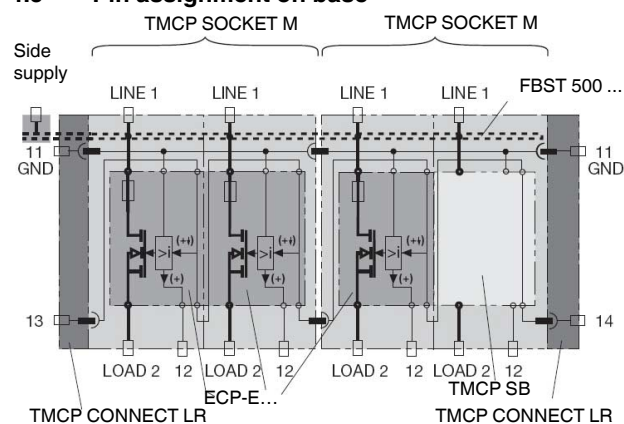 4.5 Pin assignment on base
TMCP SOCKET M TMCP SOCKET M
Side
supply
LINE 1 LINE 1 LINE 1 LINE 1
FBST 500 ...
11 11
GND GND
>i (+i) >i (+i) >i (+i)
(+) (+) (+)
13 14
LOAD 2 12 LOAD 2 12 LOAD 2 12 LOAD 2 12
ECP-E... TMCP SB
TMCP CONNECT LR TMCP CONNECT LR